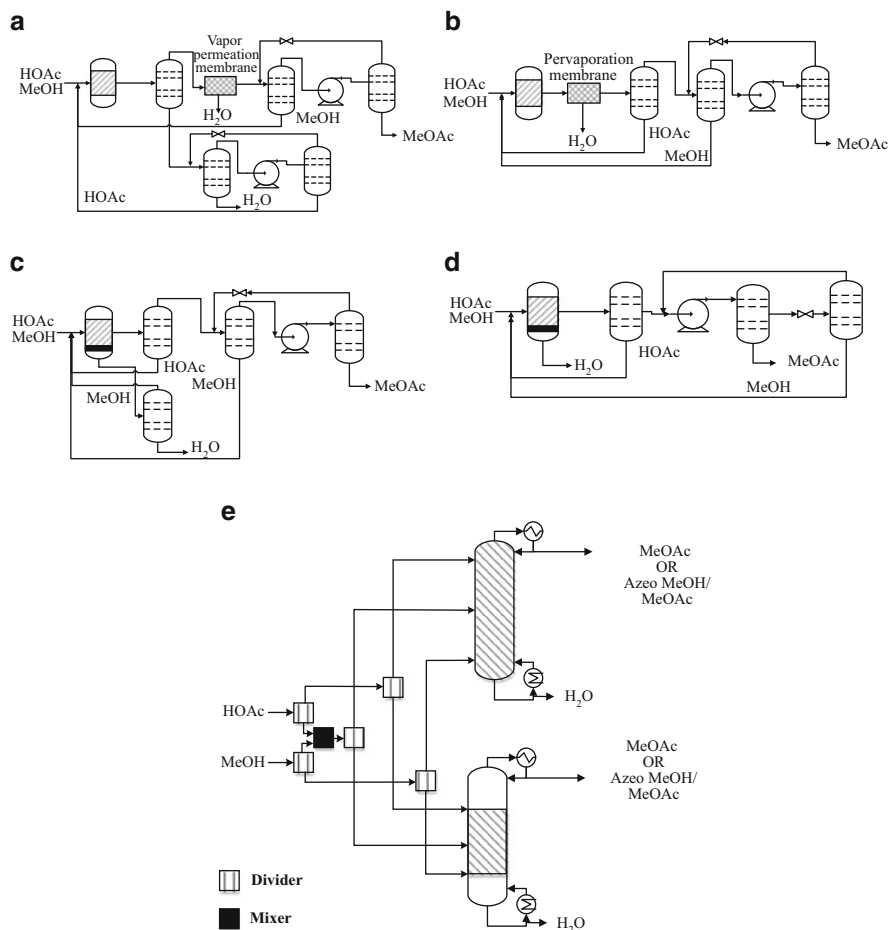 a
Vapor
permeation
membrane
HOAc
MeOH
H2O
MeOH
MeOAc
HOAc
H2O
b
Pervaporation
membrane
HOAc
MeOH
HOAc
H2O
MeOH
MeOAc
c
HOAc
MeOH
HOAc
MeOH
MeOH
MeOAc
H2O
d
HOAc
MeOH
HOAc
H2O
MeOAc
MeOH
e
MeOAc
OR
Azeo MeOH/
MeOAc
HOAc
H2O
MeOH
MeOAc
OR
Azeo MeOH/
MeOAc
Divider
Mixer
H2O